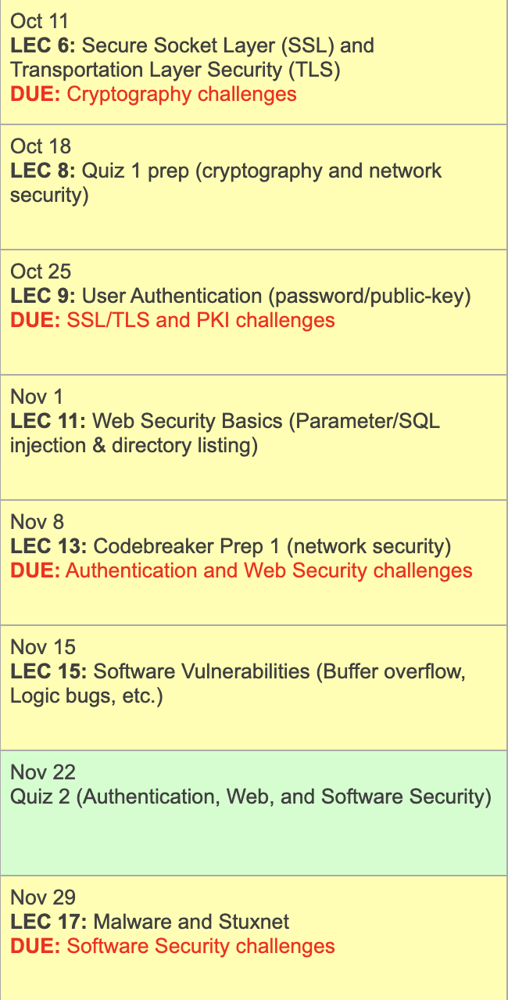 Oct 11
LEC 6: Secure Socket Layer (SSL) and
Transportation Layer Security (TLS)
DUE: Cryptography challenges
Oct 18
LEC 8: Quiz 1 prep (cryptography and network
security)
Oct 25
LEC 9: User Authentication (password/public-key)
DUE: SSL/TLS and PKI challenges
Nov 1
LEC 11: Web Security Basics (Parameter/SQL
injection & directory listing)
Nov 8
LEC 13: Codebreaker Prep 1 (network security)
DUE: Authentication and Web Security challenges
Nov 15
LEC 15: Software Vulnerabilities (Buffer overflow,
Logic bugs, etc.)
Nov 22
Quiz 2 (Authentication, Web, and Software Security)
Nov 29
LEC 17: Malware and Stuxnet
DUE: Software Security challenges